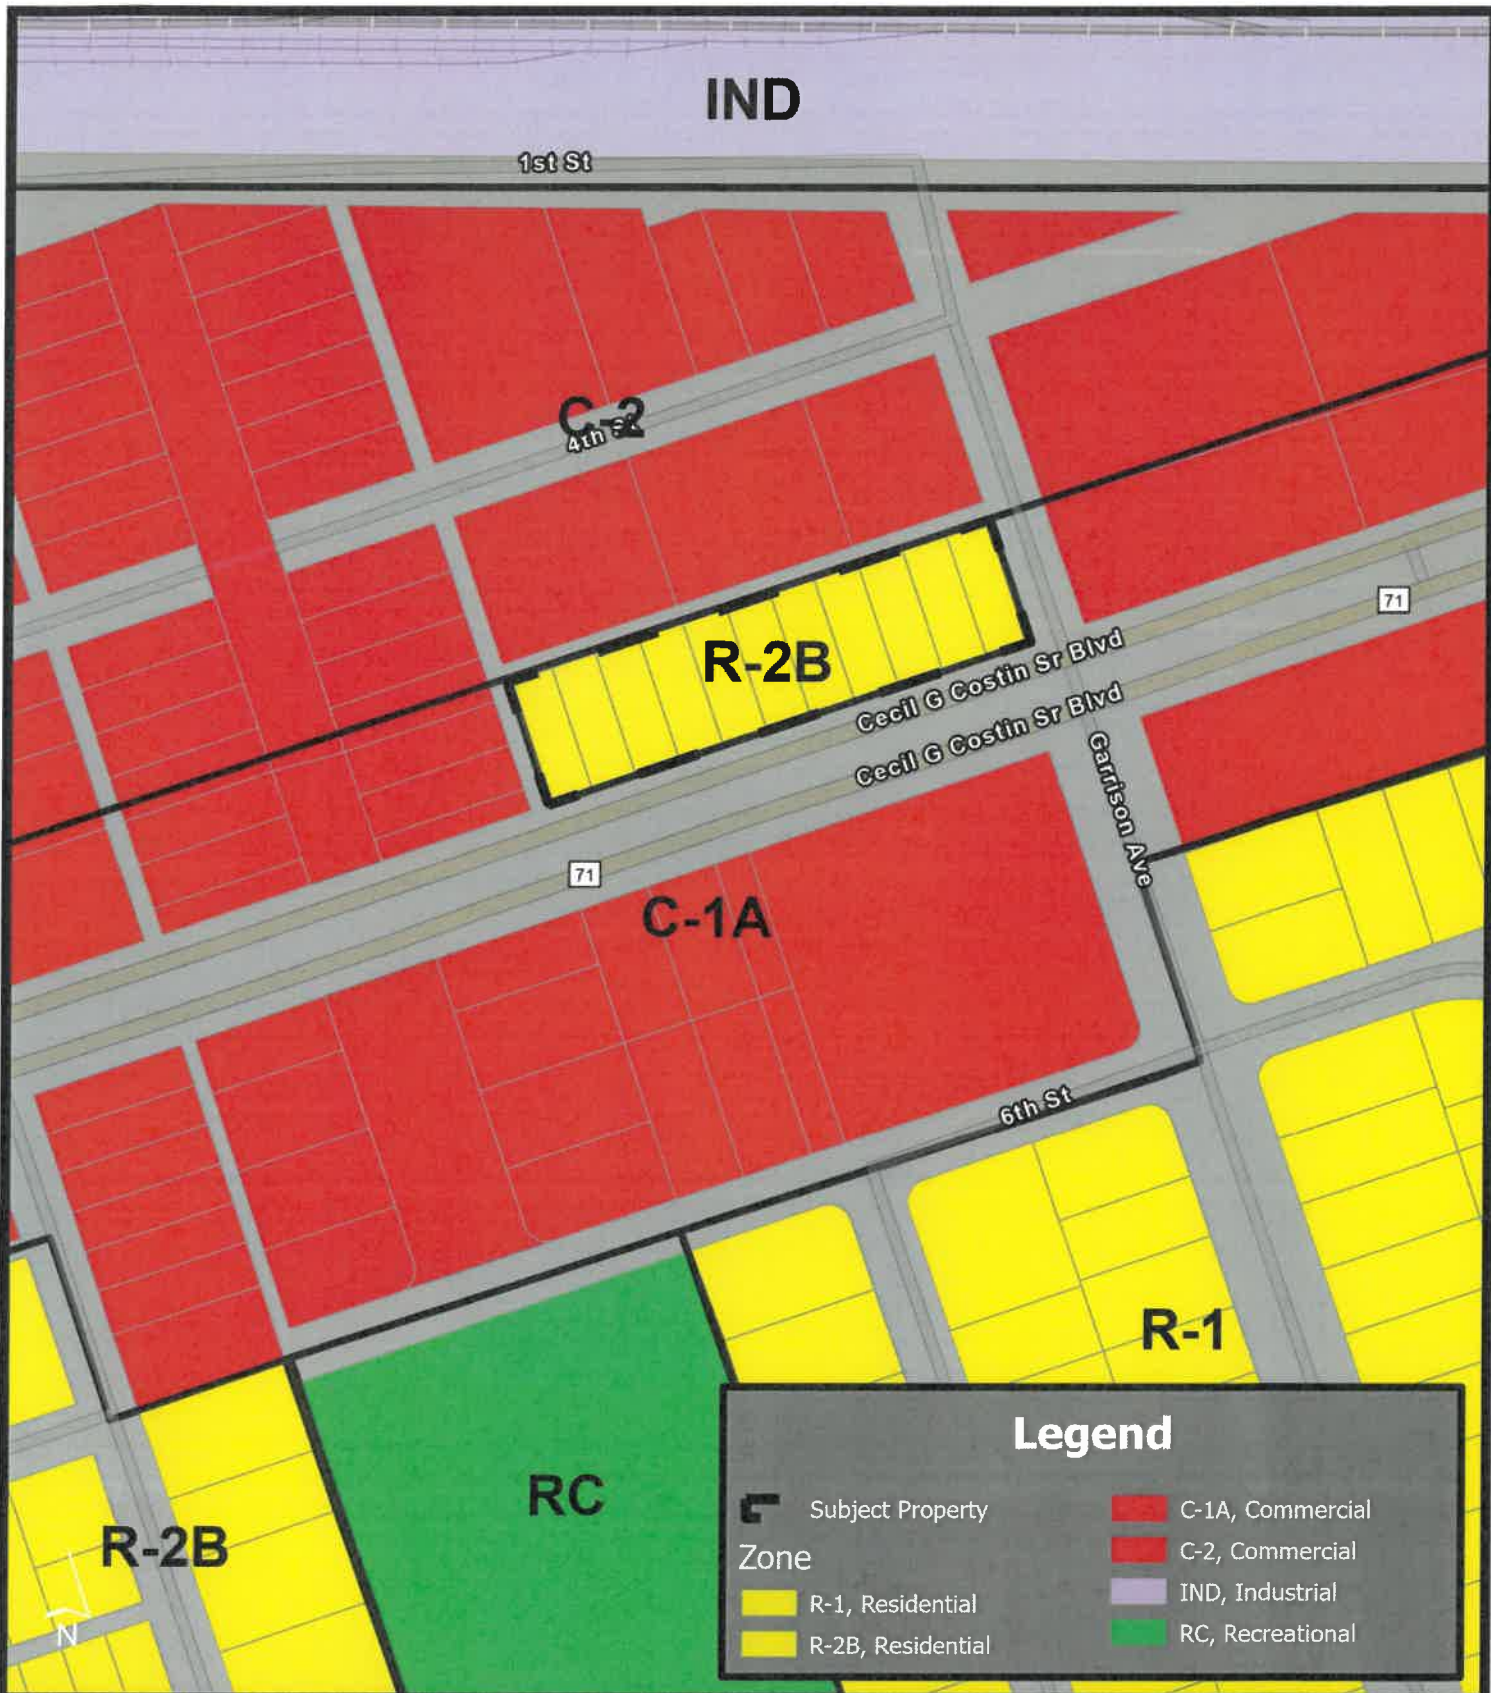 IND
1st St
C-2
4th St
R-2B
71
Cecil G Costin Sr Blvd
Cecil G Costin Sr Blvd
Garrison Ave
71
C-1A
6th St
R-1
RC
R-2B
N
Legend
Subject Property
Zone
R-1, Residential
R-2B, Residential
C-1A, Commercial
C-2, Commercial
IND, Industrial
RC, Recreational